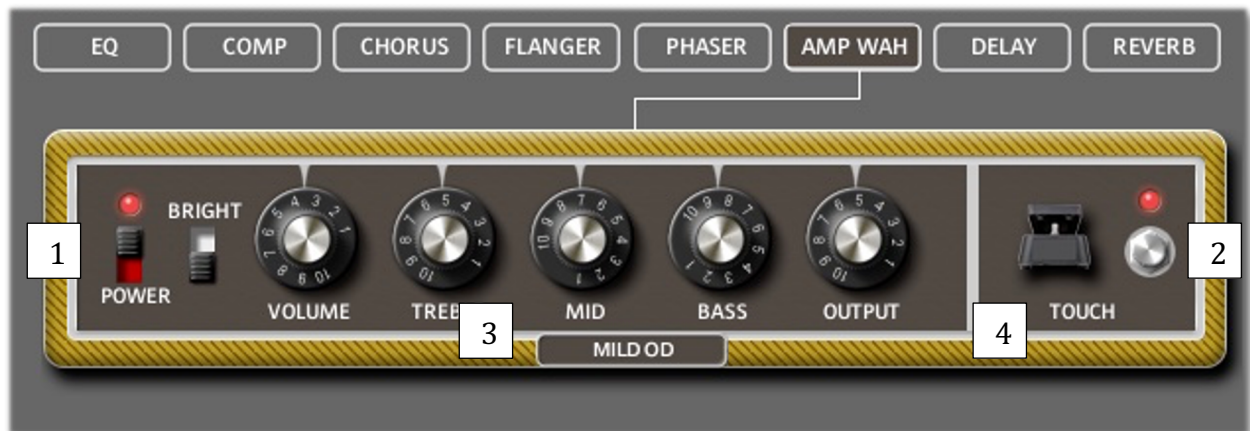 EQ COMP CHORUS FLANGER PHASER AMP WAH DELAY REVERB
BRIGHT
1
2
POWER
VOLUME MID BASS OUTPUT TOUCH
3
4
MILD OD